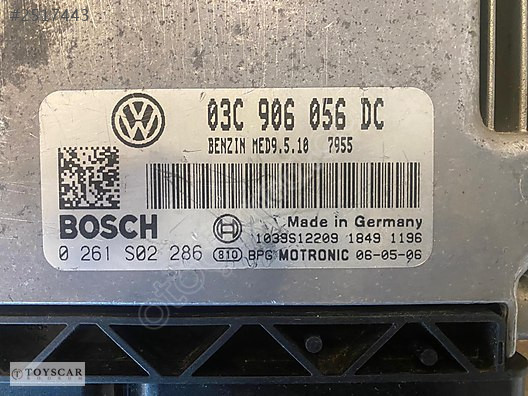 #2517443
03C 906 056 DC
BENZIN MED9.5.10 7955
BOSCH
Made in Germany
1039S12209 1849 1196
0 261 S02 286 810 BPG MOTRONIC 06-05-06
TOYSCAR